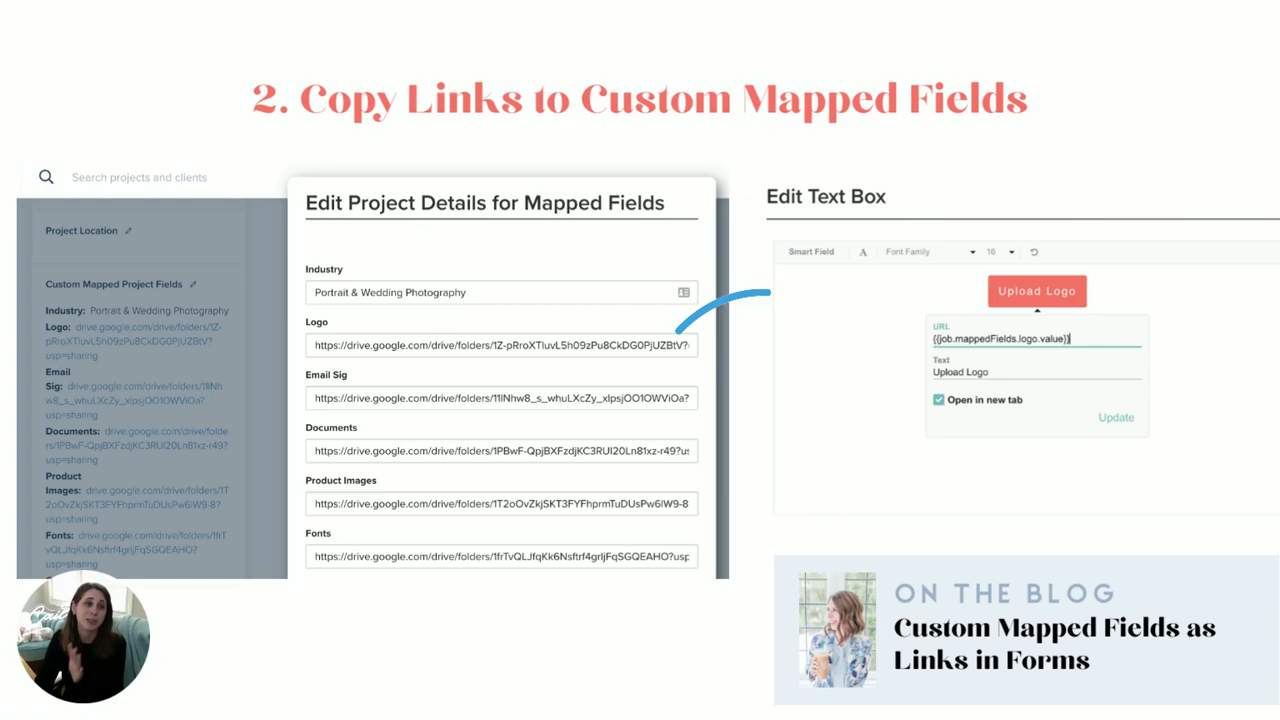 2. Copy Links to Custom Mapped Fields
Search projects and clients
Project Location
Custom Mapped Project Fields
Industry: Portrait & Wedding Photography
Logo: drive.google.com/drive/folders/1Z-
pRroXTluvL5h09zPu8CkDG0PjUZBtV?
usp=sharing
Email
Sig: drive.google.com/drive/folders/11lNh
w8_s_whuLXcZy_xlpsjOO1OWViOa?
usp=sharing
Documents: drive.google.com/drive/folde
rs/1PBwF-QpjBXFzdjKC3RUI20Ln81xz-r49?
usp=sharing
Product
Images: drive.google.com/drive/folders/1T
2oOvZkjSKT3FYFhprmTuDUsPw6lW9-8?
usp=sharing
Fonts: drive.google.com/drive/folders/1frT
vQLJfqKk6Nsftrf4grljFqSGQEAHO?
usp=sharing
Edit Project Details for Mapped Fields
Industry
Portrait & Wedding Photography
Logo
https://drive.google.com/drive/folders/1Z-pRroXTluvL5h09zPu8CkDG0PjUZBtV?
Email Sig
https://drive.google.com/drive/folders/11lNhw8_s_whuLXcZy_xlpsjOO1OWViOa?
Documents
https://drive.google.com/drive/folders/1PBwF-QpjBXFzdjKC3RUI20Ln81xz-r49?us
Product Images
https://drive.google.com/drive/folders/1T2oOvZkjSKT3FYFhprmTuDUsPw6lW9-8
Fonts
https://drive.google.com/drive/folders/1frTvQLJfqKk6Nsftrf4grljFqSGQEAHO?usp
Edit Text Box
Smart Field A Font Family 16
Upload Logo
URL
{{job.mappedFields.logo.value}}
Text
Upload Logo
Open in new tab
Update
ON THE BLOG
Custom Mapped Fields as
Links in Forms